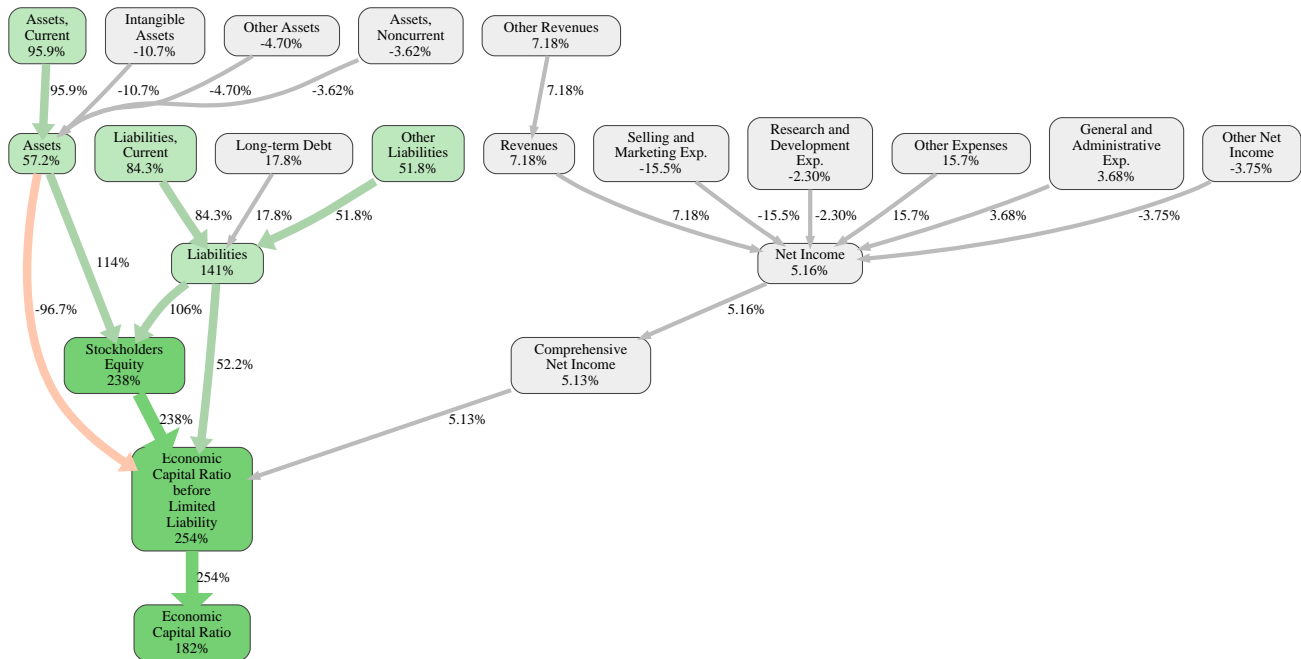 Assets,
Current
95.9%
Intangible
Assets
-10.7%
Other Assets
-4.70%
Assets,
Noncurrent
-3.62%
Other Revenues
7.18%
95.9%
-10.7%
-4.70%
-3.62%
7.18%
Assets
57.2%
Liabilities,
Current
84.3%
Long-term Debt
17.8%
Other
Liabilities
51.8%
Revenues
7.18%
Selling and
Marketing Exp.
-15.5%
Research and
Development
Exp.
-2.30%
Other Expenses
15.7%
General and
Administrative
Exp.
3.68%
Other Net
Income
-3.75%
84.3%
17.8%
51.8%
7.18%
-15.5%
-2.30%
15.7%
3.68%
-3.75%
114%
Liabilities
141%
Net Income
5.16%
-96.7%
106%
5.16%
Stockholders
Equity
238%
52.2%
Comprehensive
Net Income
5.13%
238%
5.13%
Economic
Capital Ratio
before
Limited
Liability
254%
254%
Economic
Capital Ratio
182%